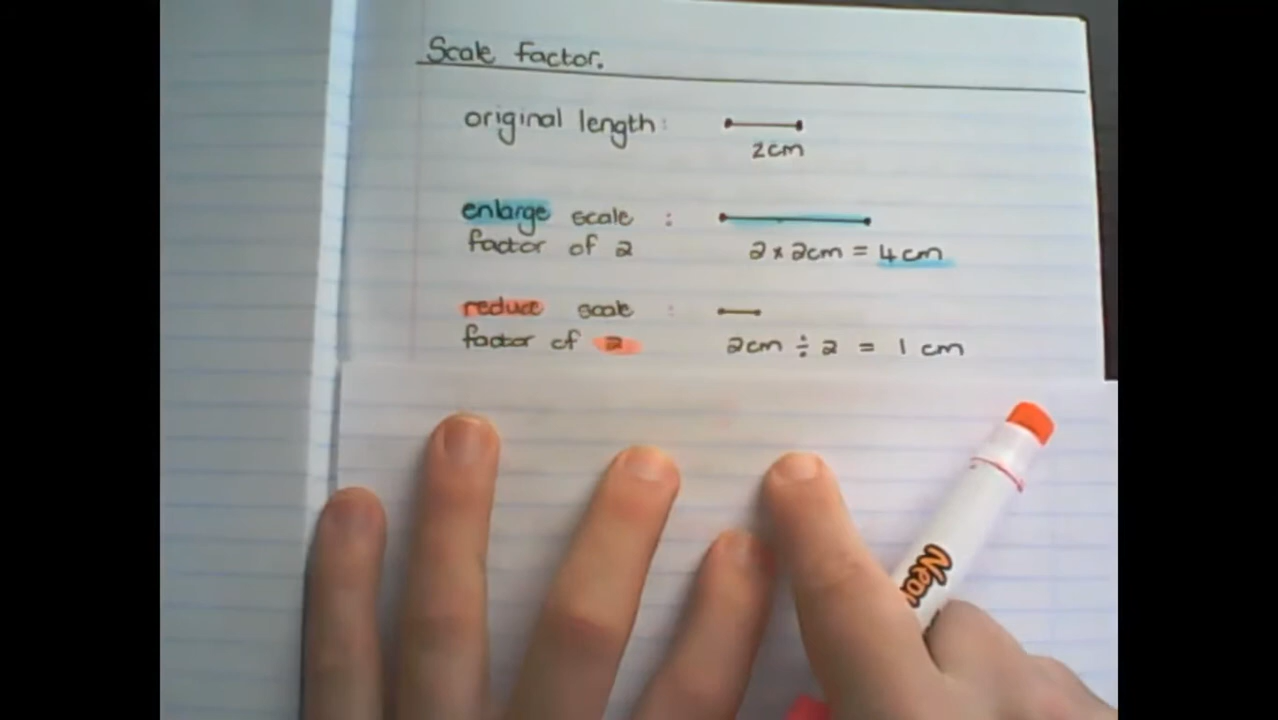 Scale factor.
original length:
2cm
enlarge scale :
factor of 2
2 × 2cm = 4cm
reduce scale :
factor of 2
2cm ÷ 2 = 1 cm